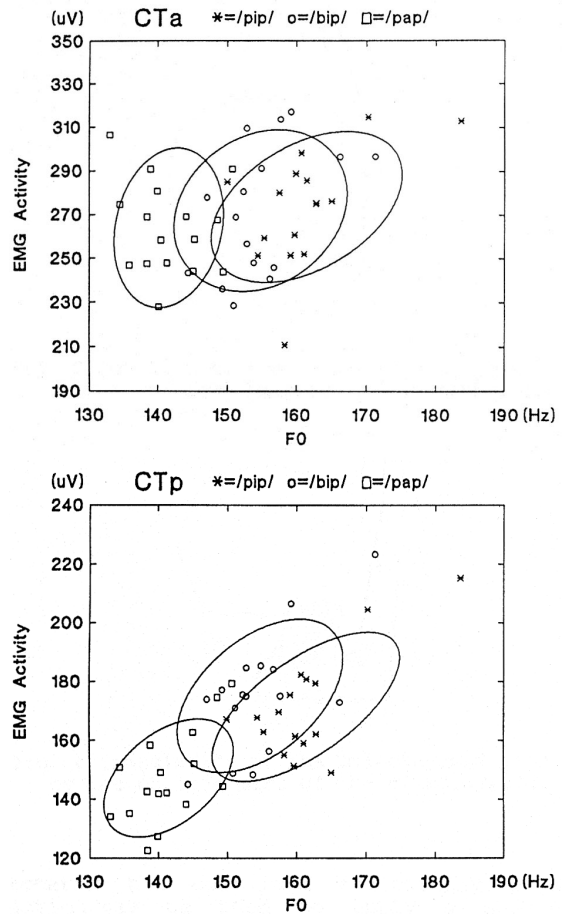 (uV) CTa *=/pip/ o=/bip/ □=/pap/
350
330
310
290
270
250
230
210
190
EMG Activity
130 140 150 160 170 180 190 (Hz)
F0
(uV) CTp *=/pip/ o=/bip/ □=/pap/
240
220
200
180
160
140
120
EMG Activity
130 140 150 160 170 180 190 (Hz)
F0